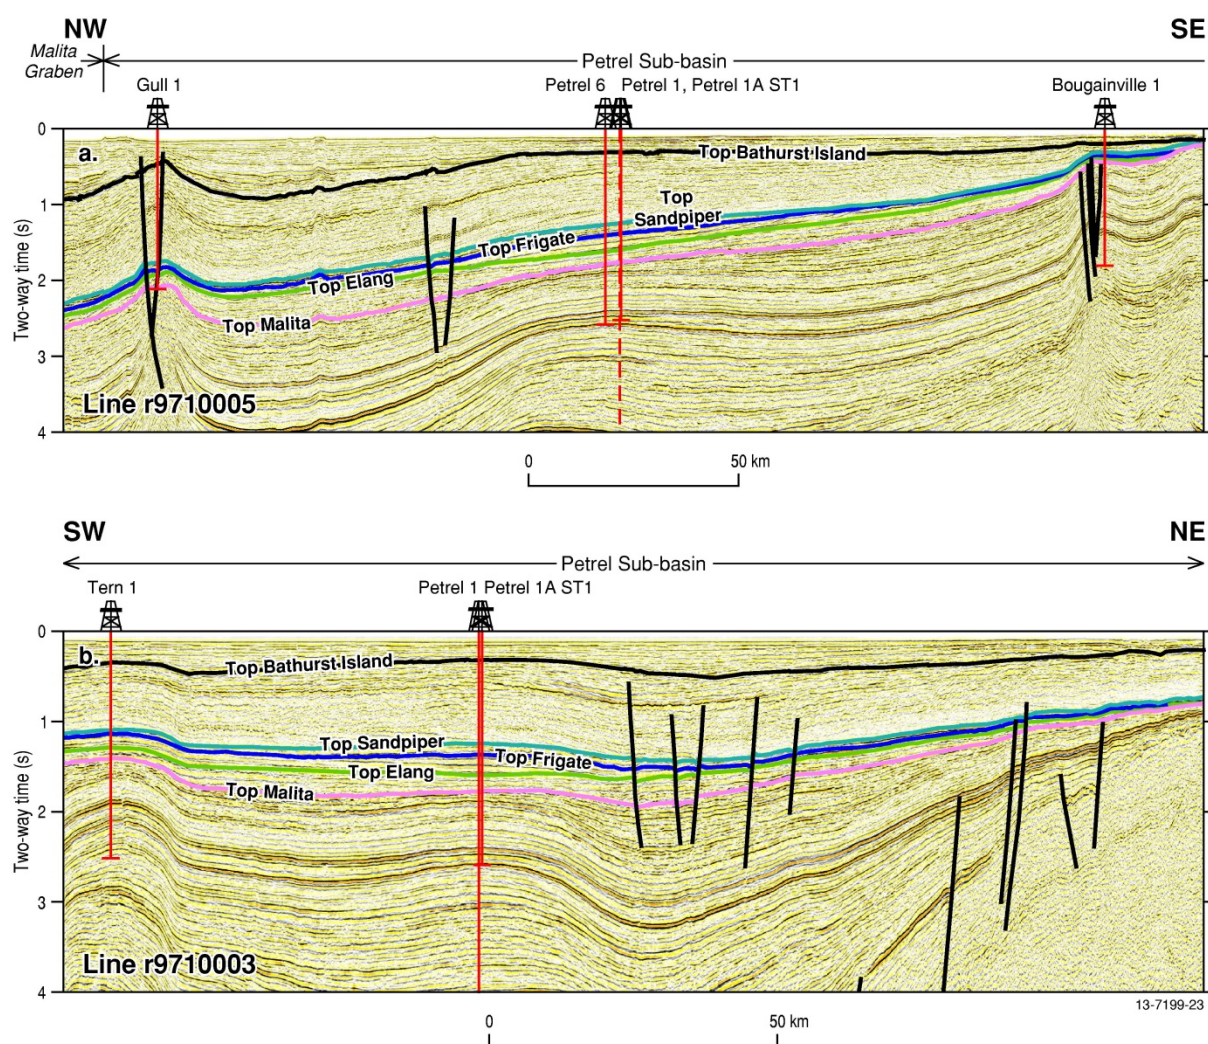 NW
SE
Malita
Graben
Petrel Sub-basin
Gull 1
Petrel 6
Petrel 1, Petrel 1A ST1
Bougainville 1
0
1
2
3
4
Two-way time (s)
a.
Top Bathurst Island
Top
Sandpiper
Top Frigate
Top Elang
Top Malita
Line r9710005
0
50 km
SW
NE
Petrel Sub-basin
Tern 1
Petrel 1 Petrel 1A ST1
0
1
2
3
4
Two-way time (s)
b.
Top Bathurst Island
Top Sandpiper
Top Frigate
Top Elang
Top Malita
Line r9710003
13-7199-23
0
50 km